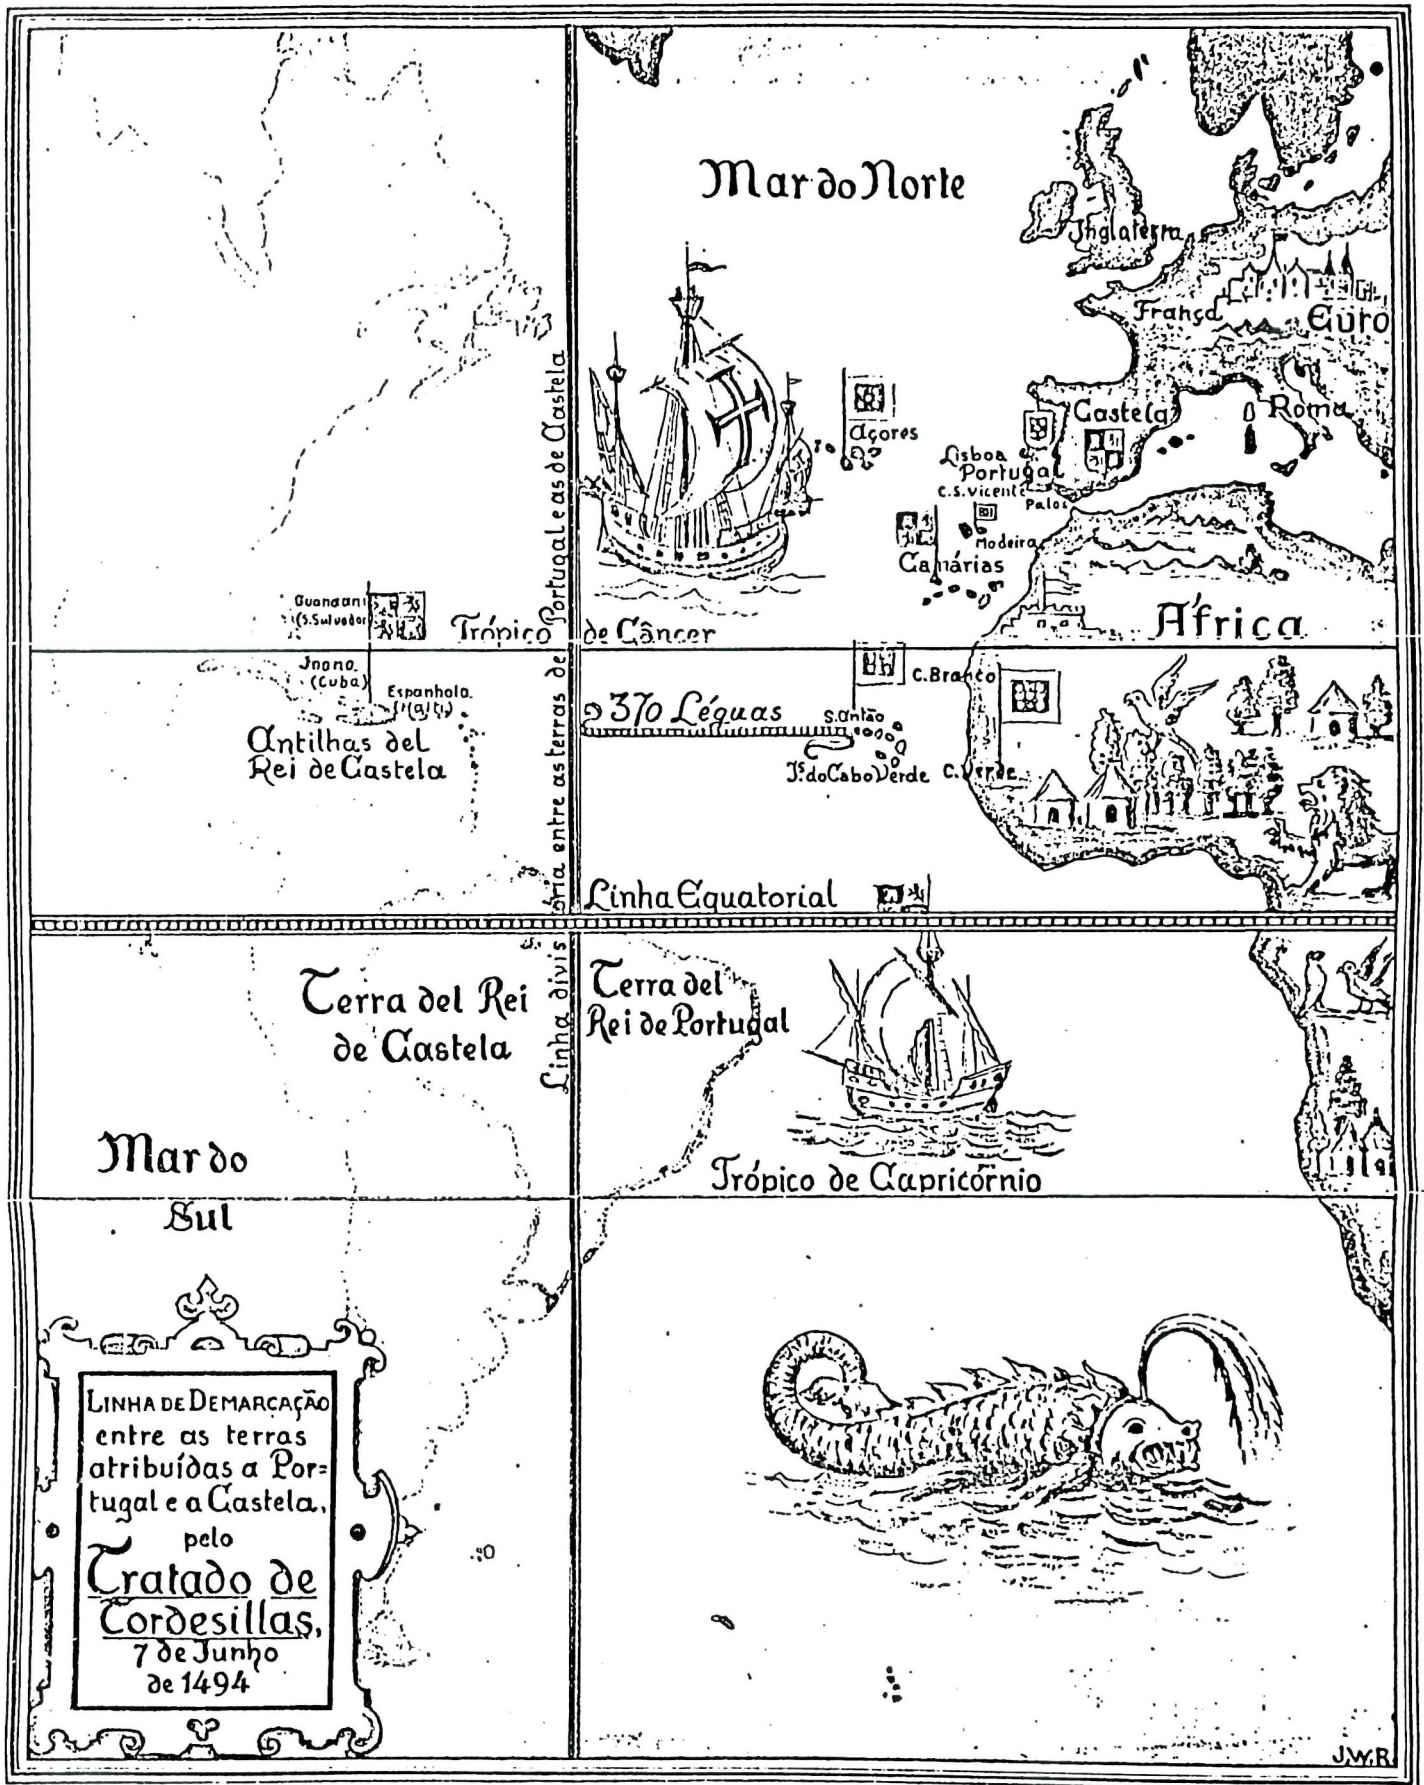 Mar do Norte
Inglaterra
França
Euro
Castela
Roma
Açores
Lisboa
Portugal
C.S.Vicente
Palos
Modeira
Canárias
África
Guanaani
(S.Salvador)
Trópico de Câncer
Joana
(Cuba)
Espanhola
(Haiti)
Antilhas del
Rei de Castela
370 Léguas
S.Antão
Is do Cabo Verde
C.Branco
C.Verde
Linha divisória entre as terras de Portugal e as de Castela
Linha Equatorial
Terra del Rei
de Castela
Terra del
Rei de Portugal
Mar do
Sul
Trópico de Capricórnio
LINHA DE DEMARCAÇÃO
entre as terras
atribuídas a Por=
tugal e a Castela,
pelo
Tratado de
Tordesillas,
7 de Junho
de 1494
J.W.R.